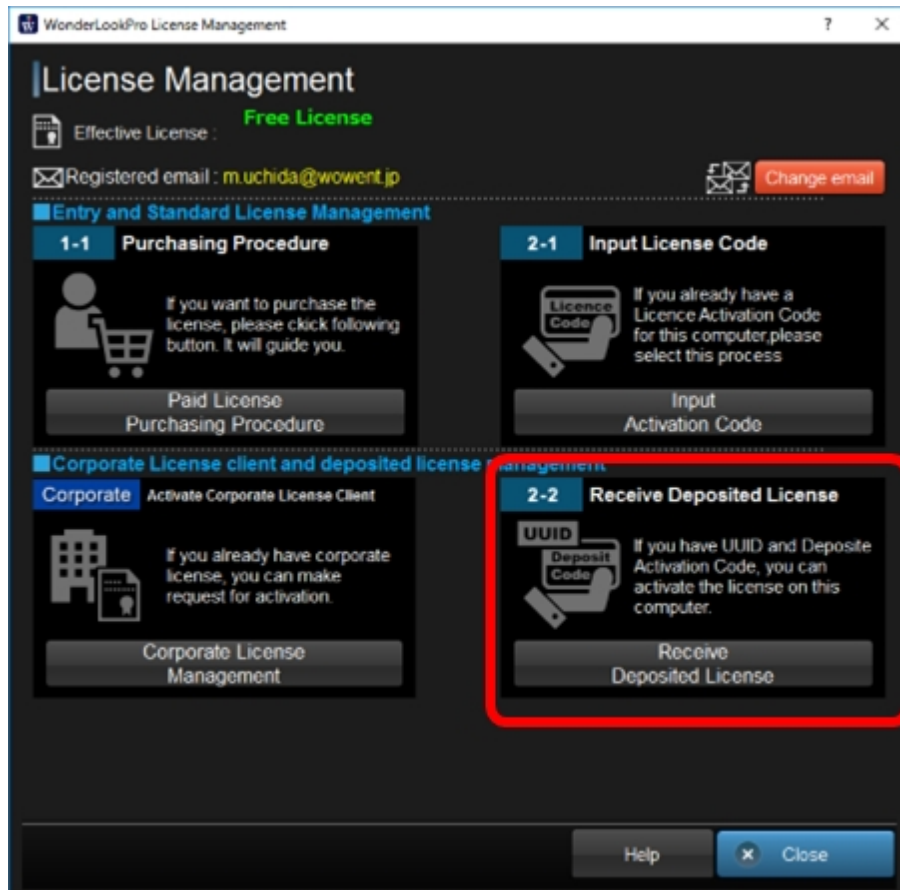 WonderLookPro License Management
License Management
Effective License :
Free License
Registered email : m.uchida@wowent.jp
Change email
Entry and Standard License Management
1-1 Purchasing Procedure
If you want to purchase the
license, please ckick following
button. It will guide you.
Paid License
Purchasing Procedure
2-1 Input License Code
Licence
Code
If you already have a
Licence Activation Code
for this computer,please
select this process
Input
Activation Code
Corporate License client and deposited license management
Corporate Activate Corporate License Client
If you already have corporate
license, you can make
request for activation.
Corporate License
Management
2-2 Receive Deposited License
UUID
Deposit
Code
If you have UUID and Deposite
Activation Code, you can
activate the license on this
computer.
Receive
Deposited License
Help
Close